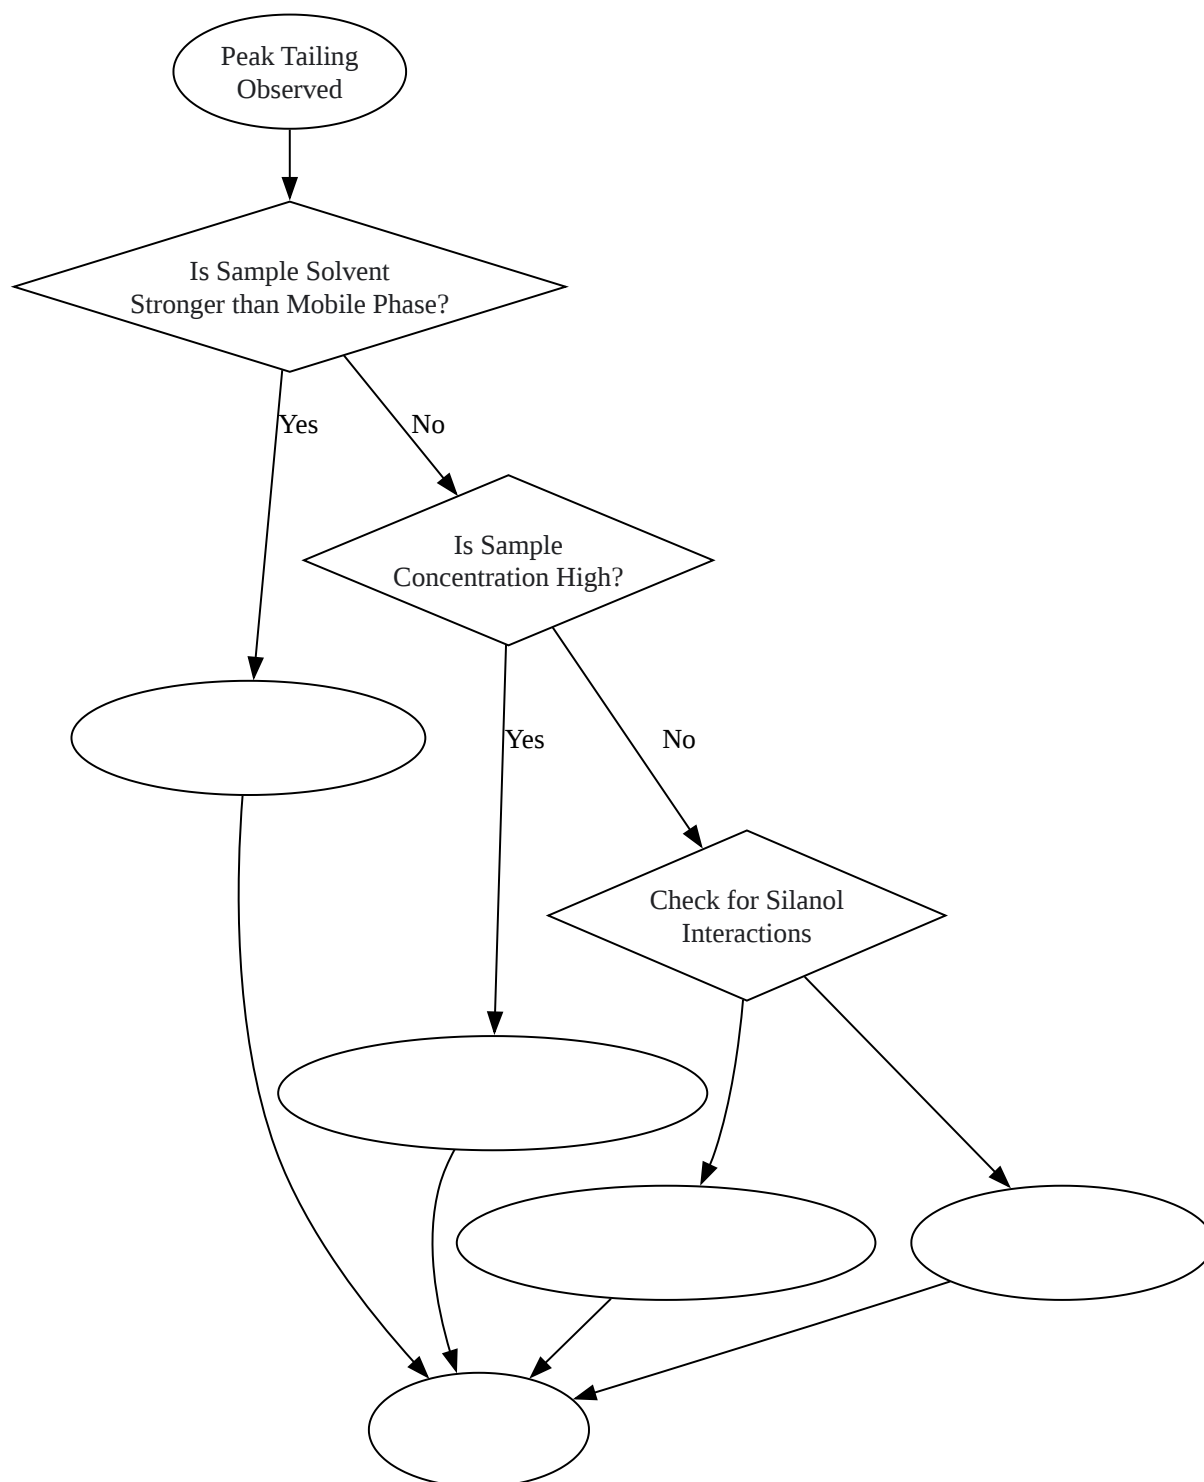 Peak Tailing
Observed
Is Sample Solvent
Stronger than Mobile Phase?
Yes
No
Is Sample
Concentration High?
Yes
No
Check for Silanol
Interactions